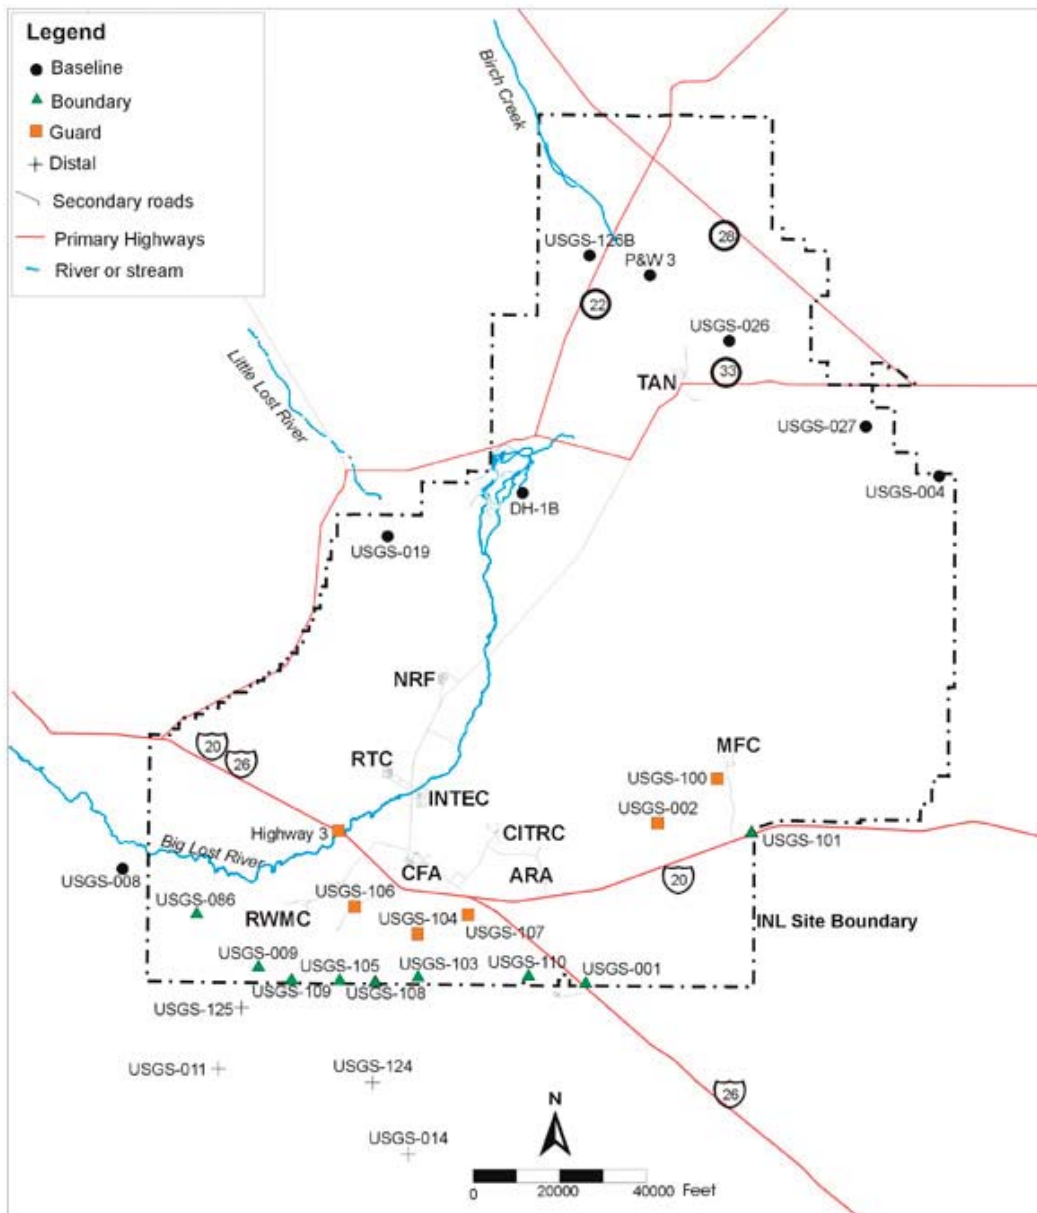 Legend
Baseline
Boundary
Guard
Distal
Secondary roads
Primary Highways
River or stream
Birch Creek
USGS-126B
P&W 3
28
22
USGS-026
33
TAN
Little Lost River
USGS-027
USGS-004
DH-1B
USGS-019
NRF
20
26
RTC
MFC
USGS-100
INTEC
USGS-002
Highway 3
CITRC
USGS-101
Big Lost River
CFA
ARA
20
USGS-008
USGS-086
USGS-106
RWMC
USGS-104
USGS-107
INL Site Boundary
USGS-009
USGS-105
USGS-103
USGS-110
USGS-001
USGS-109
USGS-108
USGS-125
USGS-011
USGS-124
26
N
USGS-014
0 20000 40000 Feet